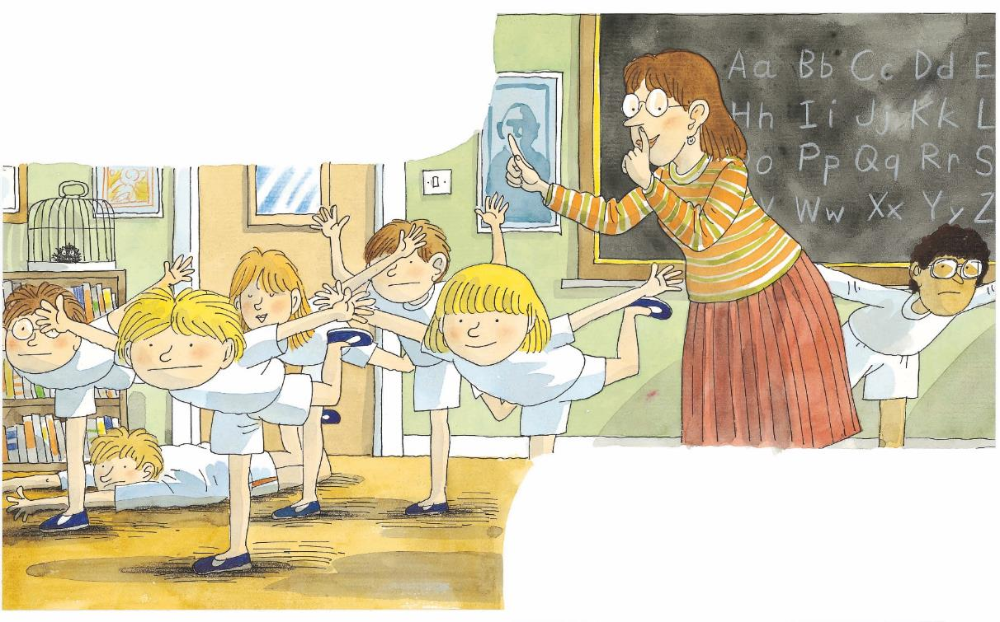 Aa Bb Cc Dd E
Hh Ii Jj Kk L
o Pp Qq Rr S
Ww Xx Yy Z